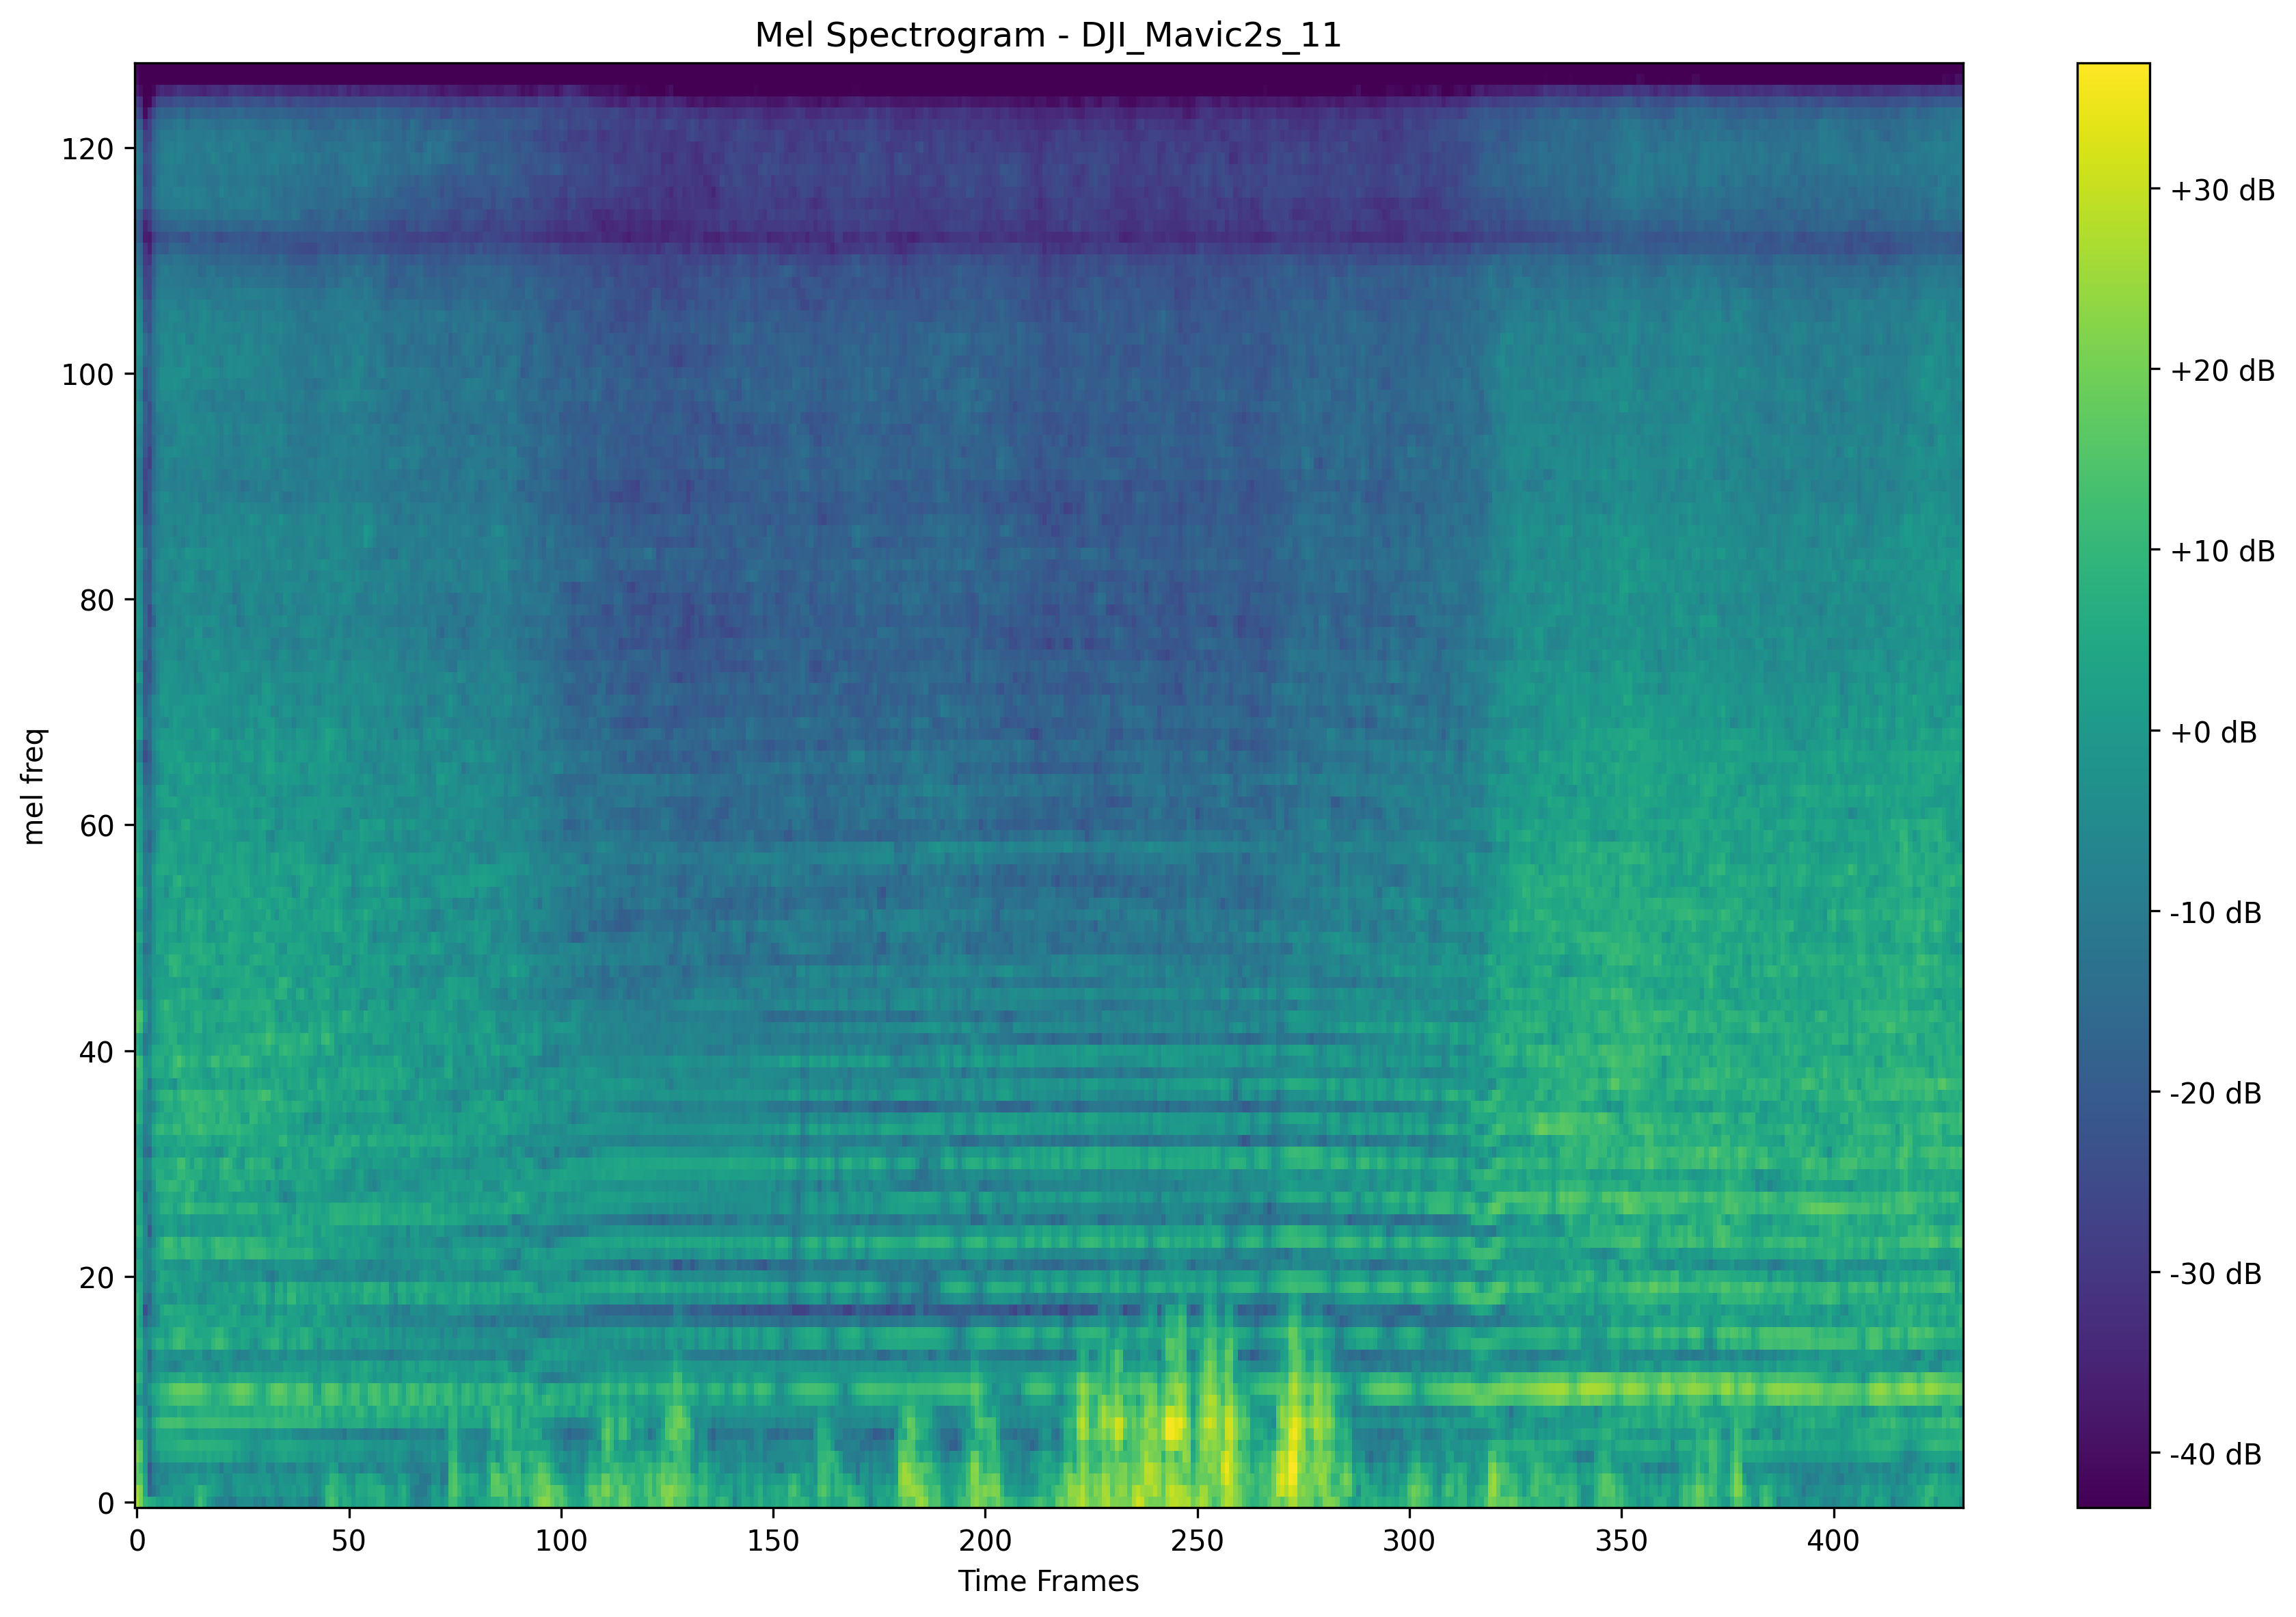 Mel Spectrogram - DJI_Mavic2s_11
mel freq
120
100
80
60
40
20
0
0 50 100 150 200 250 300 350 400
Time Frames
+30 dB
+20 dB
+10 dB
+0 dB
-10 dB
-20 dB
-30 dB
-40 dB